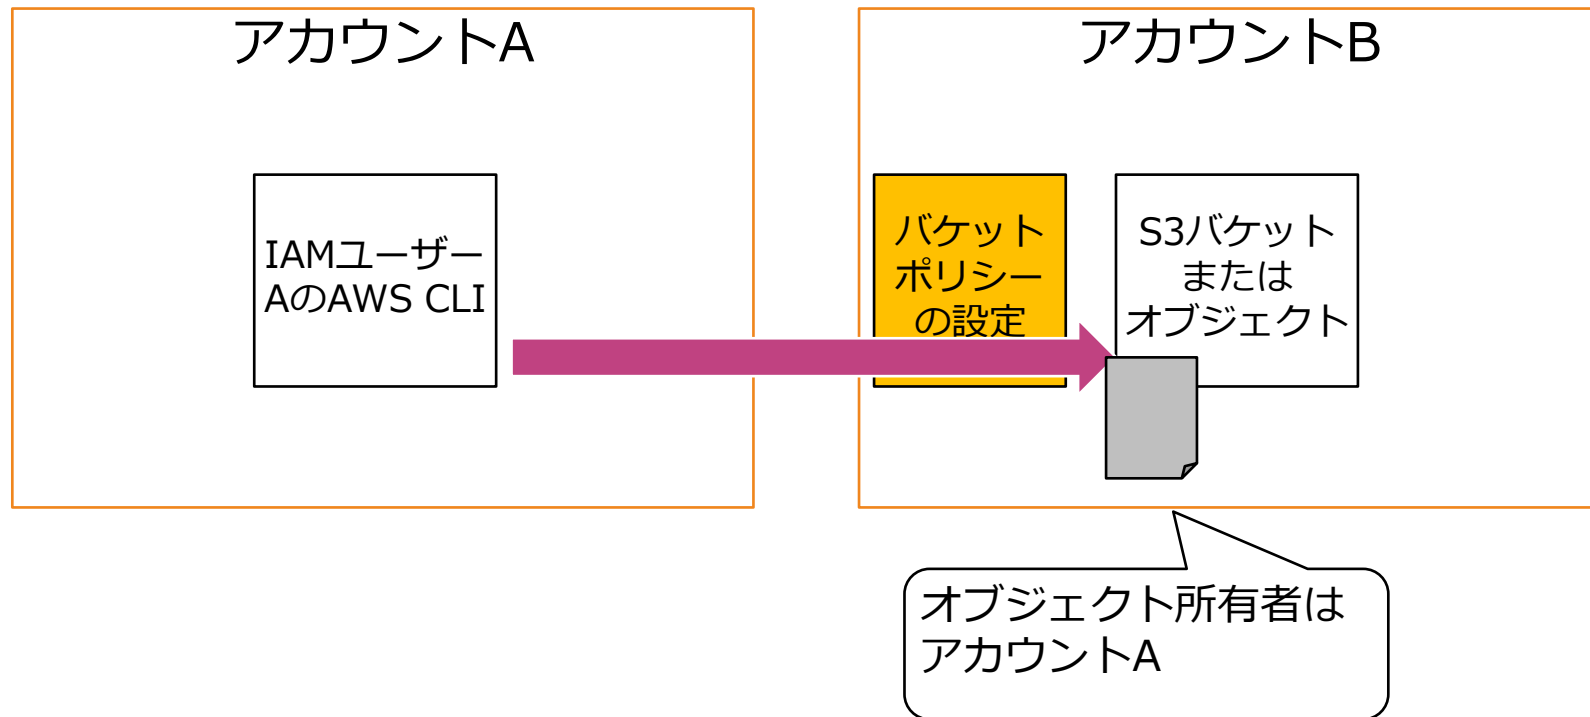 アカウントA
アカウントB
IAMユーザー
AのAWS CLI
バケット
ポリシー
の設定
S3バケット
または
オブジェクト
オブジェクト所有者は
アカウントA